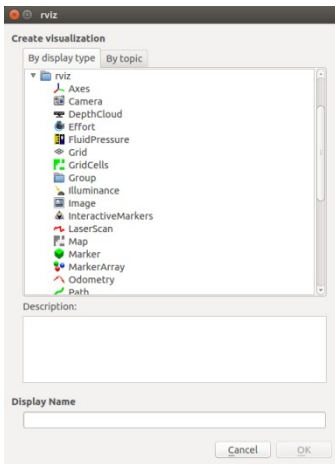 rviz
Create visualization
By display type By topic
rviz
Axes
Camera
DepthCloud
Effort
FluidPressure
Grid
GridCells
Group
Illuminance
Image
InteractiveMarkers
LaserScan
Map
Marker
MarkerArray
Odometry
Path
Description:
Display Name
Cancel OK